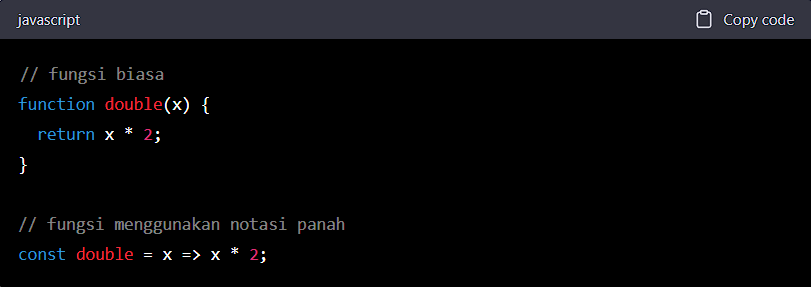 javascript
Copy code
// fungsi biasa
function double(x) {
  return x * 2;
}
// fungsi menggunakan notasi panah
const double = x => x * 2;